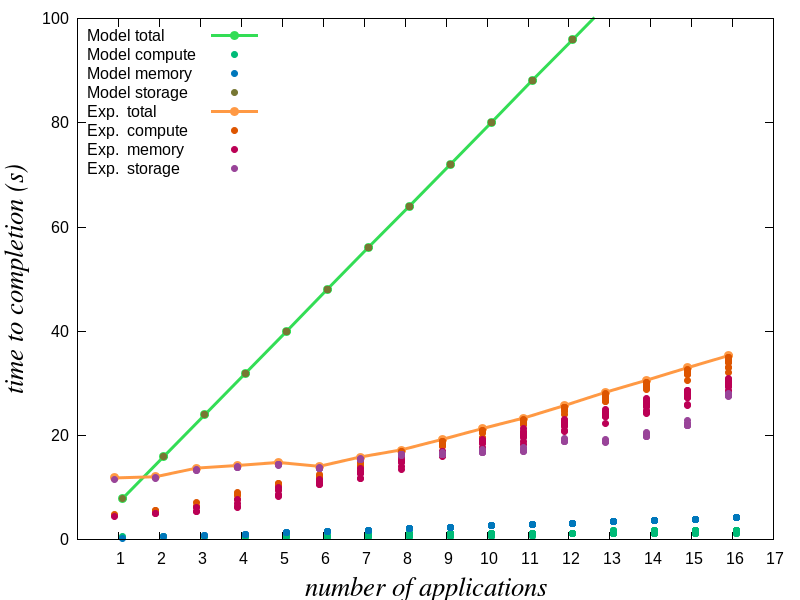 100
80
60
40
20
0
time to completion (s)
Model total
Model compute
Model memory
Model storage
Exp. total
Exp. compute
Exp. memory
Exp. storage
1 2 3 4 5 6 7 8 9 10 11 12 13 14 15 16 17
number of applications